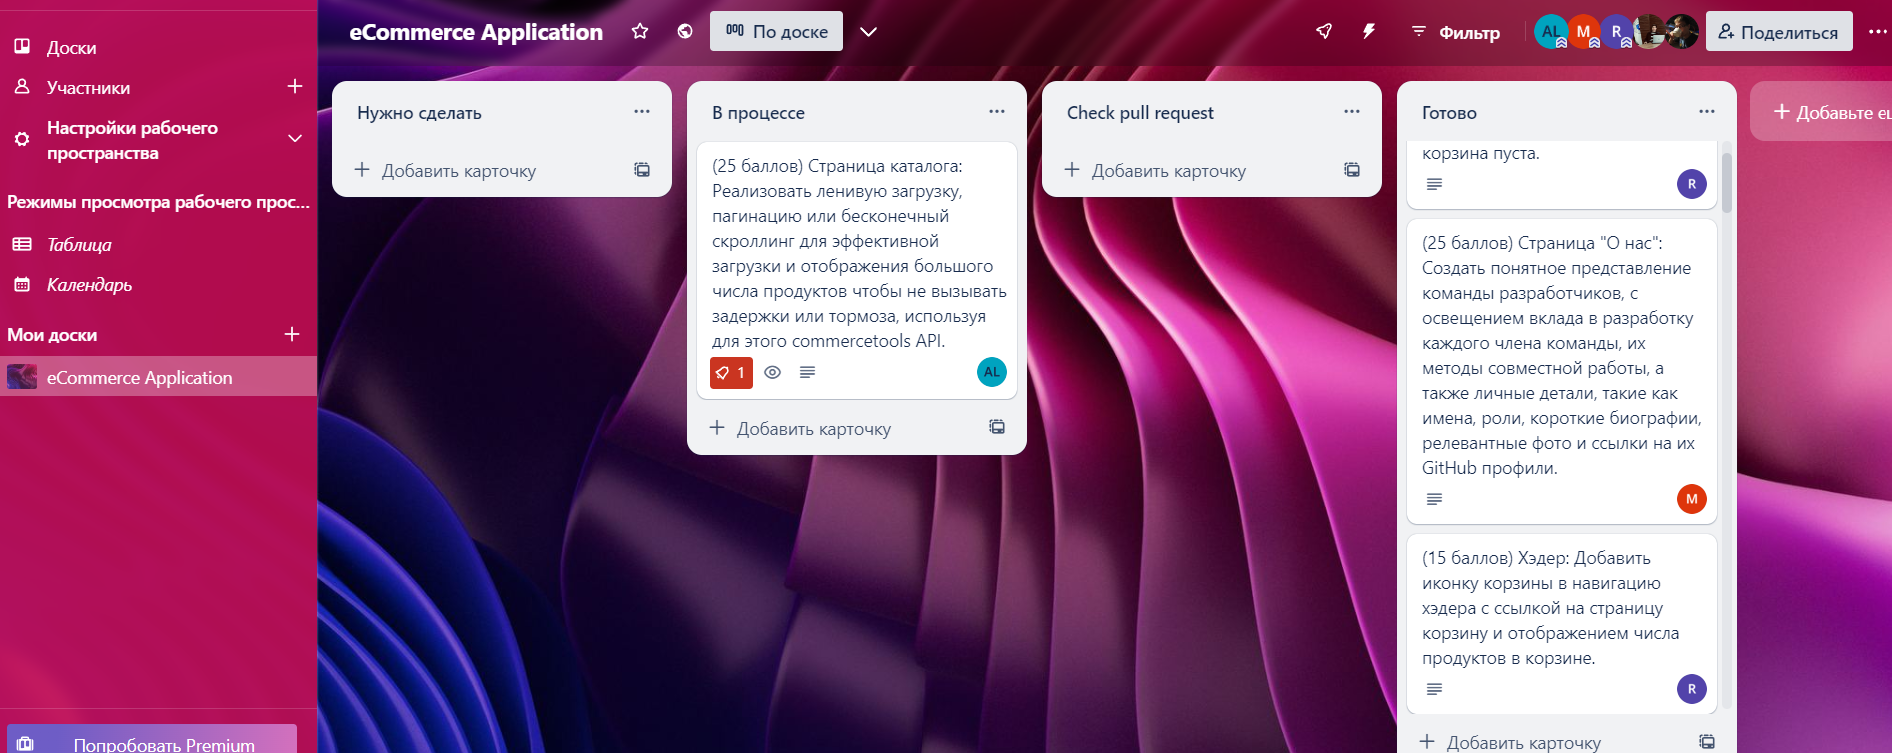 Доски
Участники
Настройки рабочего
пространства
Режимы просмотра рабочего прос...
Таблица
Календарь
Мои доски
eCommerce Application
Попробовать Premium
eCommerce Application
По доске
Фильтр
AL
M
R
Поделиться
Нужно сделать
Добавить карточку
В процессе
(25 баллов) Страница каталога:
Реализовать ленивую загрузку,
пагинацию или бесконечный
скроллинг для эффективной
загрузки и отображения большого
числа продуктов чтобы не вызывать
задержки или тормоза, используя
для этого commercetools API.
1
AL
Добавить карточку
Check pull request
Добавить карточку
Готово
корзина пуста.
R
(25 баллов) Страница "О нас":
Создать понятное представление
команды разработчиков, с
освещением вклада в разработку
каждого члена команды, их
методы совместной работы, а
также личные детали, такие как
имена, роли, короткие биографии,
релевантные фото и ссылки на их
GitHub профили.
M
(15 баллов) Хэдер: Добавить
иконку корзины в навигацию
хэдера с ссылкой на страницу
корзину и отображением числа
продуктов в корзине.
R
Добавить карточку
Добавьте